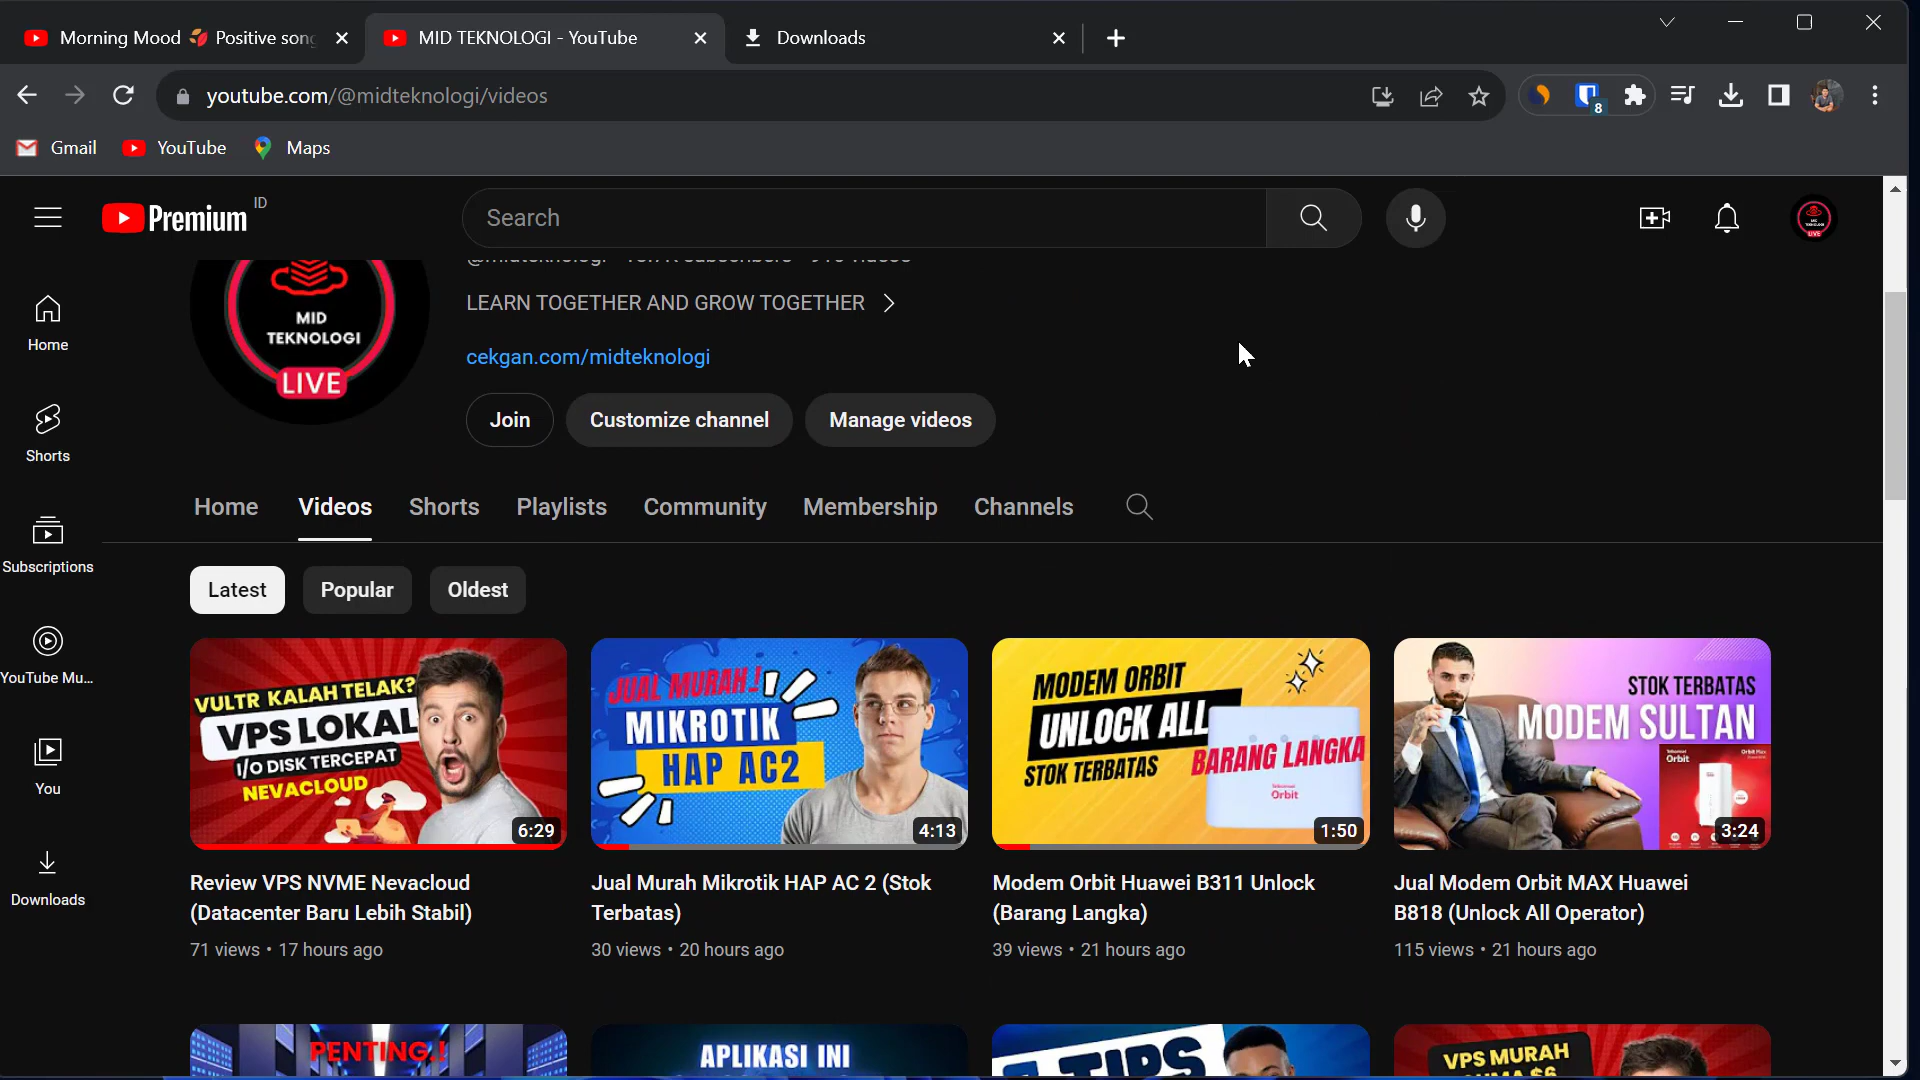 Morning Mood 🍂 Positive song
MID TEKNOLOGI - YouTube
Downloads
youtube.com/@midteknologi/videos
8
Gmail
YouTube
Maps
Premium
ID
Search
MID
TEKNOLOGI
LIVE
LEARN TOGETHER AND GROW TOGETHER
cekgan.com/midteknologi
Join
Customize channel
Manage videos
Home
Shorts
Subscriptions
YouTube Mu...
You
Downloads
Home
Videos
Shorts
Playlists
Community
Membership
Channels
Latest
Popular
Oldest
VULTR KALAH TELAK?
VPS LOKAL
I/O DISK TERCEPAT
NEVACLOUD
6:29
JUAL MURAH.!
MIKROTIK
HAP AC2
4:13
MODEM ORBIT
UNLOCK ALL
STOK TERBATAS
BARANG LANGKA
Telkomsel
Orbit
1:50
STOK TERBATAS
MODEM SULTAN
Telkomsel
Orbit
Orbit Max
3:24
Review VPS NVME Nevacloud
(Datacenter Baru Lebih Stabil)
71 views • 17 hours ago
Jual Murah Mikrotik HAP AC 2 (Stok
Terbatas)
30 views • 20 hours ago
Modem Orbit Huawei B311 Unlock
(Barang Langka)
39 views • 21 hours ago
Jual Modem Orbit MAX Huawei
B818 (Unlock All Operator)
115 views • 21 hours ago
PENTING.!
APLIKASI INI
TIPS
VPS MURAH